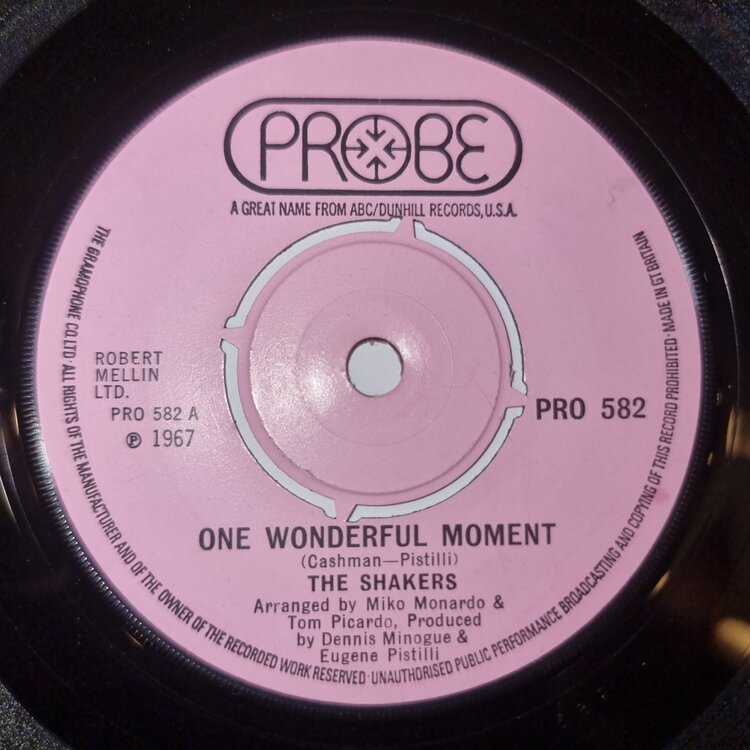 PROBE
A GREAT NAME FROM ABC/DUNHILL RECORDS, U.S.A.
THE GRAMOPHONE CO. LTD · ALL RIGHTS OF THE MANUFACTURER AND OF THE OWNER OF THE RECORDED WORK RESERVED · UNAUTHORISED PUBLIC PERFORMANCE BROADCASTING AND COPYING OF THIS RECORD PROHIBITED · MADE IN GT BRITAIN
ROBERT
MELLIN
LTD.
PRO 582 A
℗ 1967
PRO 582
ONE WONDERFUL MOMENT
(Cashman—Pistilli)
THE SHAKERS
Arranged by Miko Monardo &
Tom Picardo, Produced
by Dennis Minogue &
Eugene Pistilli